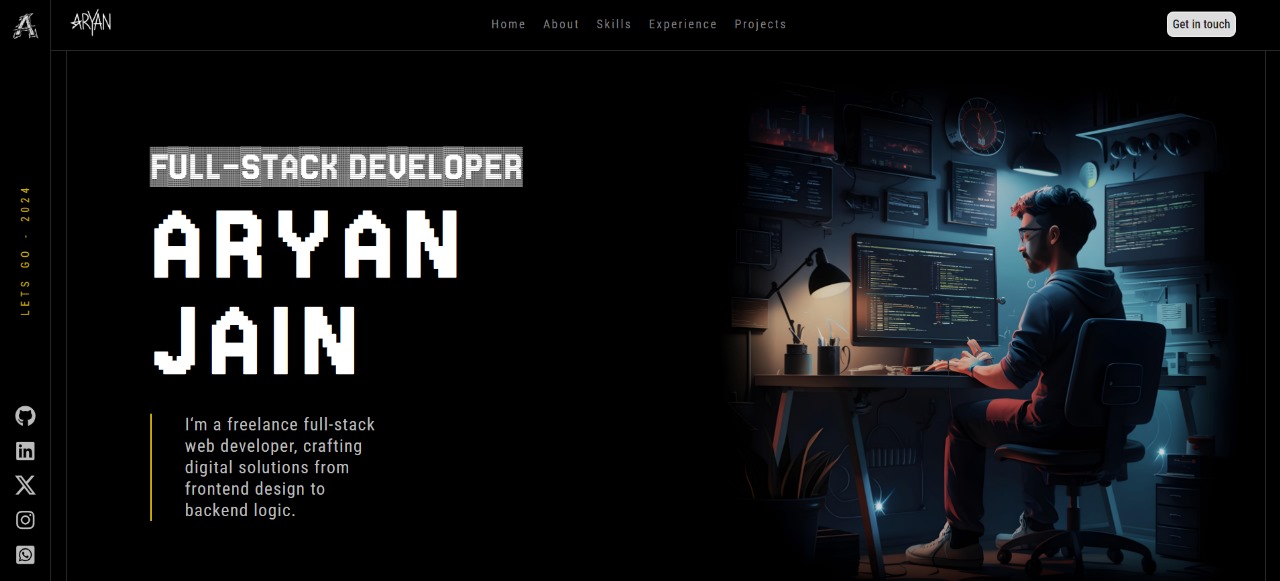 A
ARYAN
Home
About
Skills
Experience
Projects
Get in touch
LETS GO - 2024
FULL-STACK DEVELOPER
ARYAN
JAIN
I'm a freelance full-stack
web developer, crafting
digital solutions from
frontend design to
backend logic.